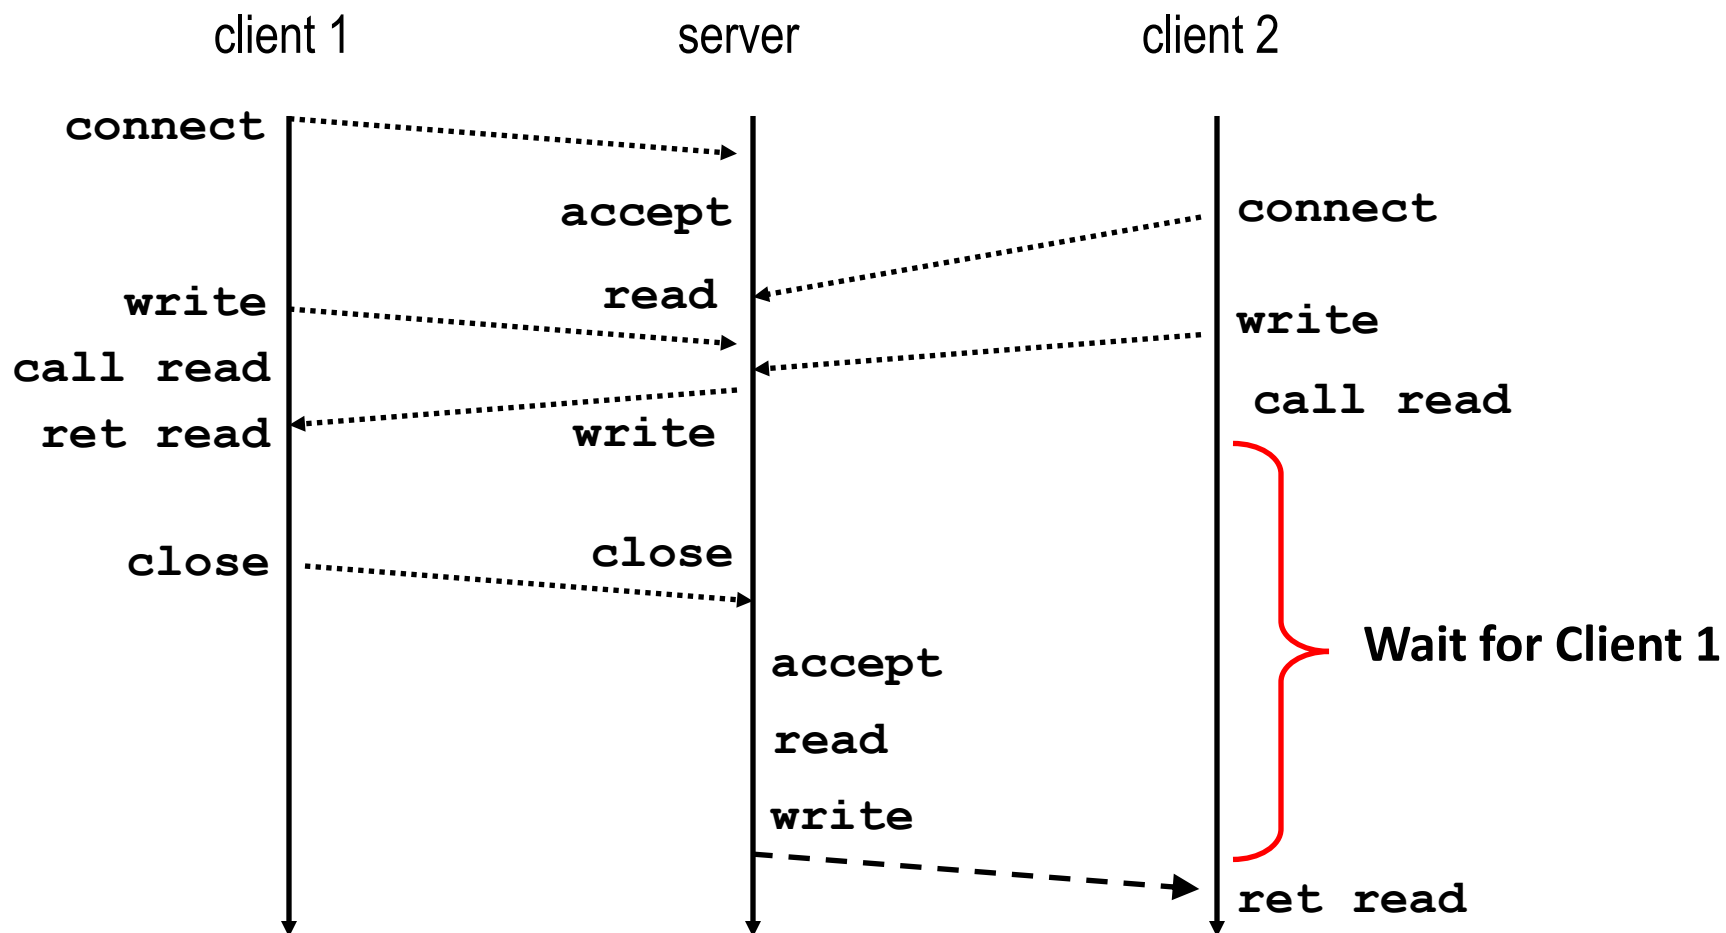 client 1
server
client 2
connect
accept
connect
write
read
write
call read
call read
ret read
write
close
close
Wait for Client 1
accept
read
write
ret read